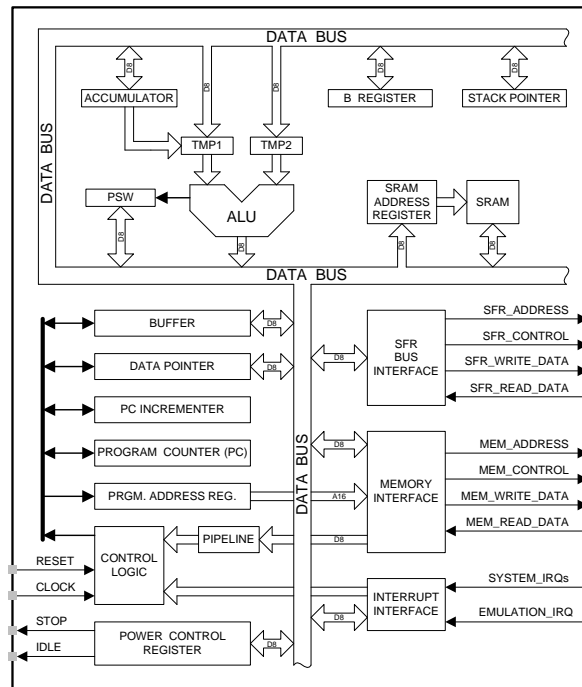 DATA BUS
DATA BUS
D8
D8
D8
D8
D8
ACCUMULATOR
B REGISTER
STACK POINTER
TMP1
TMP2
PSW
ALU
SRAM
ADDRESS
REGISTER
SRAM
D8
D8
D8
D8
DATA BUS
BUFFER
D8
DATA POINTER
D8
PC INCREMENTER
PROGRAM COUNTER (PC)
PRGM. ADDRESS REG.
A16
DATA BUS
D8
SFR
BUS
INTERFACE
SFR_ADDRESS
SFR_CONTROL
SFR_WRITE_DATA
SFR_READ_DATA
D8
MEMORY
INTERFACE
MEM_ADDRESS
MEM_CONTROL
MEM_WRITE_DATA
MEM_READ_DATA
RESET
CLOCK
CONTROL
LOGIC
PIPELINE
D8
INTERRUPT
INTERFACE
SYSTEM_IRQs
EMULATION_IRQ
D8
STOP
IDLE
POWER CONTROL
REGISTER
D8